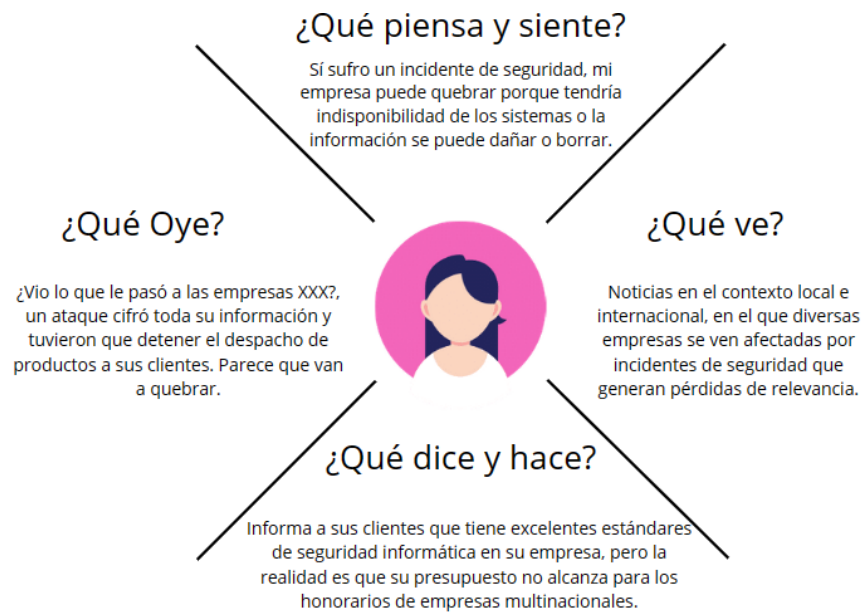 ¿Qué piensa y siente?
Sí sufro un incidente de seguridad, mi
empresa puede quebrar porque tendría
indisponibilidad de los sistemas o la
información se puede dañar o borrar.
¿Qué Oye?
¿Vio lo que le pasó a las empresas XXX?,
un ataque cifró toda su información y
tuvieron que detener el despacho de
productos a sus clientes. Parece que van
a quebrar.
¿Qué ve?
Noticias en el contexto local e
internacional, en el que diversas
empresas se ven afectadas por
incidentes de seguridad que
generan pérdidas de relevancia.
¿Qué dice y hace?
Informa a sus clientes que tiene excelentes estándares
de seguridad informática en su empresa, pero la
realidad es que su presupuesto no alcanza para los
honorarios de empresas multinacionales.